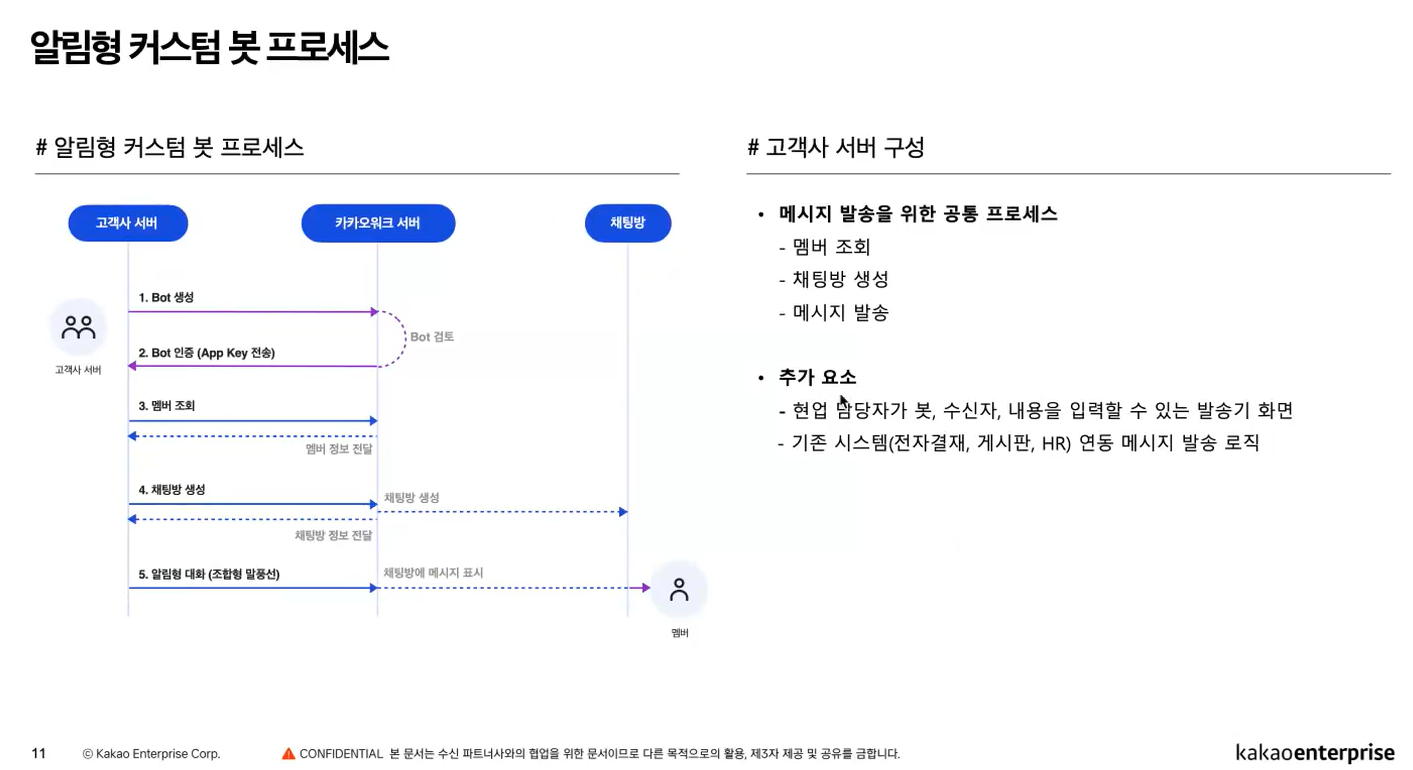 알림형 커스텀 봇 프로세스
# 알림형 커스텀 봇 프로세스
고객사 서버
카카오워크 서버
채팅방
1. Bot 생성
Bot 검토
2. Bot 인증 (App Key 전송)
고객사 서버
3. 멤버 조회
멤버 정보 전달
4. 채팅방 생성
채팅방 생성
채팅방 정보 전달
5. 알림형 대화 (조합형 말풍선)
채팅방에 메시지 표시
멤버
# 고객사 서버 구성
• 메시지 발송을 위한 공통 프로세스
- 멤버 조회
- 채팅방 생성
- 메시지 발송
• 추가 요소
- 현업 담당자가 봇, 수신자, 내용을 입력할 수 있는 발송기 화면
- 기존 시스템(전자결재, 게시판, HR) 연동 메시지 발송 로직
11
© Kakao Enterprise Corp.
CONFIDENTIAL 본 문서는 수신 파트너사와의 협업을 위한 문서이므로 다른 목적으로의 활용, 제3자 제공 및 공유를 금합니다.
kakaoenterprise